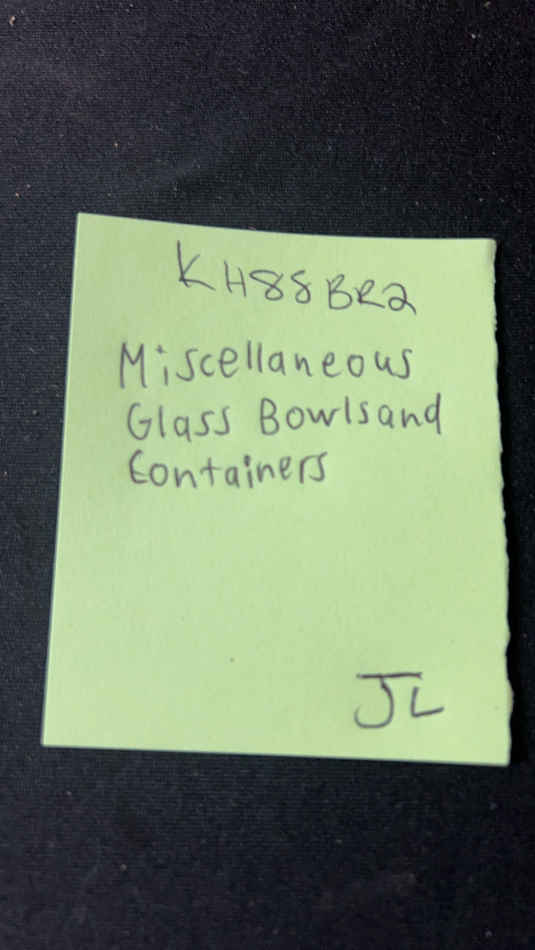 KH88BR2
Miscellaneous
Glass Bowlsand
Containers
JL